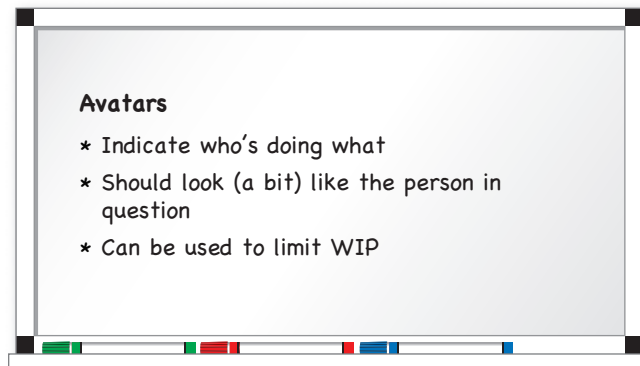 Avatars
* Indicate who's doing what
* Should look (a bit) like the person in
question
* Can be used to limit WIP